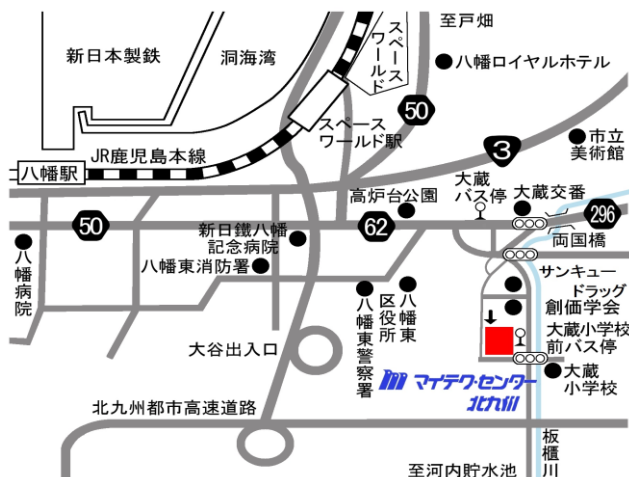 至戸畑
新日本製鉄
洞海湾
スペース
ワールド
八幡ロイヤルホテル
50
スペース
ワールド駅
3
市立
美術館
JR鹿児島本線
八幡駅
高炉台公園
大蔵
バス停
大蔵交番
296
50
新日鐵八幡
記念病院
62
両国橋
八幡病院
八幡東消防署
サンキュー
ドラッグ
創価学会
八幡東
区役所
八幡東警察署
大蔵小学校
前バス停
大谷出入口
マイテク・センター
北九州
大蔵
小学校
北九州都市高速道路
板櫃川
至河内貯水池